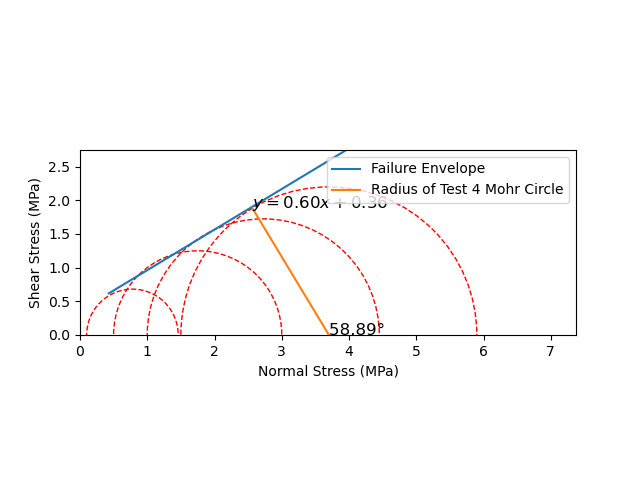 Failure Envelope
Radius of Test 4 Mohr Circle
y = 0.60x + 0.36
58.89°
Shear Stress (MPa)
2.5
2.0
1.5
1.0
0.5
0.0
0 1 2 3 4 5 6 7
Normal Stress (MPa)